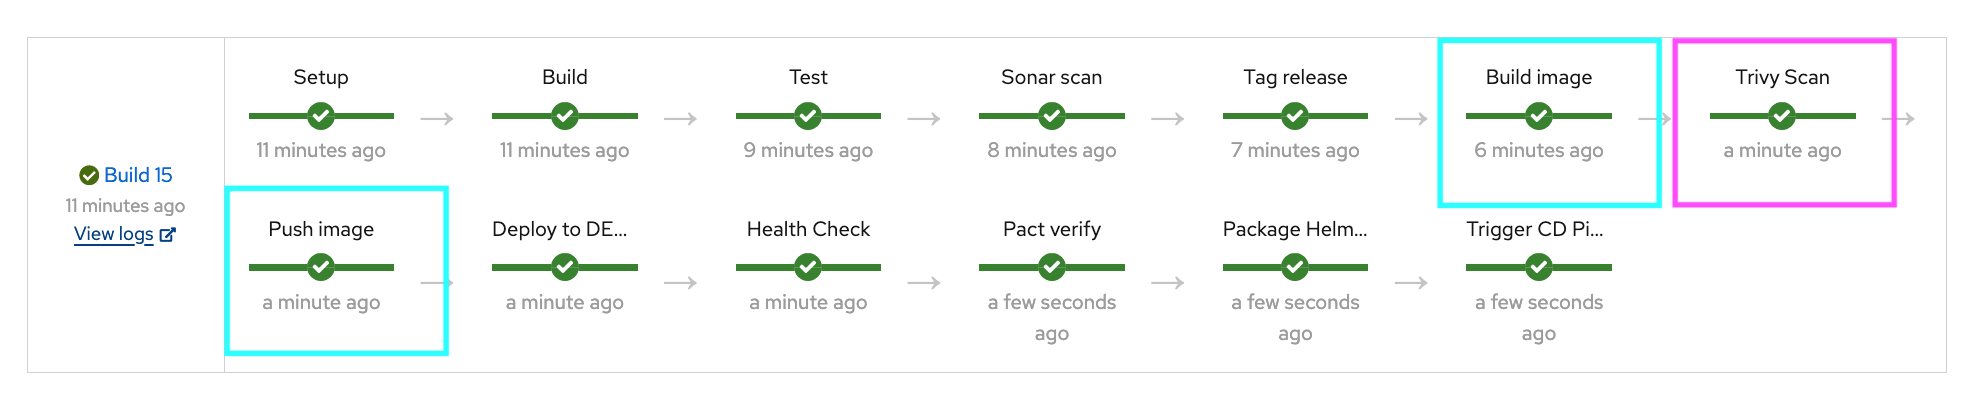 Build 15
11 minutes ago
View logs
Setup
11 minutes ago
Build
11 minutes ago
Test
9 minutes ago
Sonar scan
8 minutes ago
Tag release
7 minutes ago
Build image
6 minutes ago
Trivy Scan
a minute ago
Push image
a minute ago
Deploy to DE...
a minute ago
Health Check
a minute ago
Pact verify
a few seconds
ago
Package Helm...
a few seconds
ago
Trigger CD Pi...
a few seconds
ago